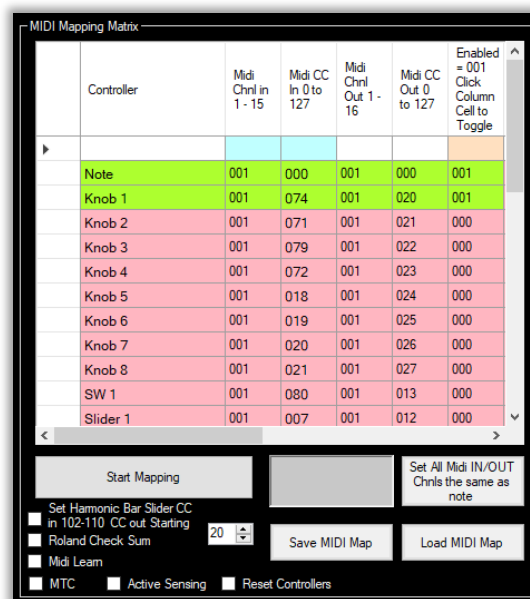 MIDI Mapping Matrix
Controller
Midi Chnl in 1 - 15
Midi CC In 0 to 127
Midi Chnl Out 1 - 16
Midi CC Out 0 to 127
Enabled = 001 Click Column Cell to Toggle
Note 001 000 001 000 001
Knob 1 001 074 001 020 001
Knob 2 001 071 001 021 000
Knob 3 001 079 001 022 000
Knob 4 001 072 001 023 000
Knob 5 001 018 001 024 000
Knob 6 001 019 001 025 000
Knob 7 001 020 001 026 000
Knob 8 001 021 001 027 000
SW 1 001 080 001 013 000
Slider 1 001 007 001 012 000
Start Mapping
Set All Midi IN/OUT
Chnls the same as
note
Set Harmonic Bar Slider CC
in 102-110 CC out Starting
20
Roland Check Sum
Midi Learn
Save MIDI Map
Load MIDI Map
MTC
Active Sensing
Reset Controllers